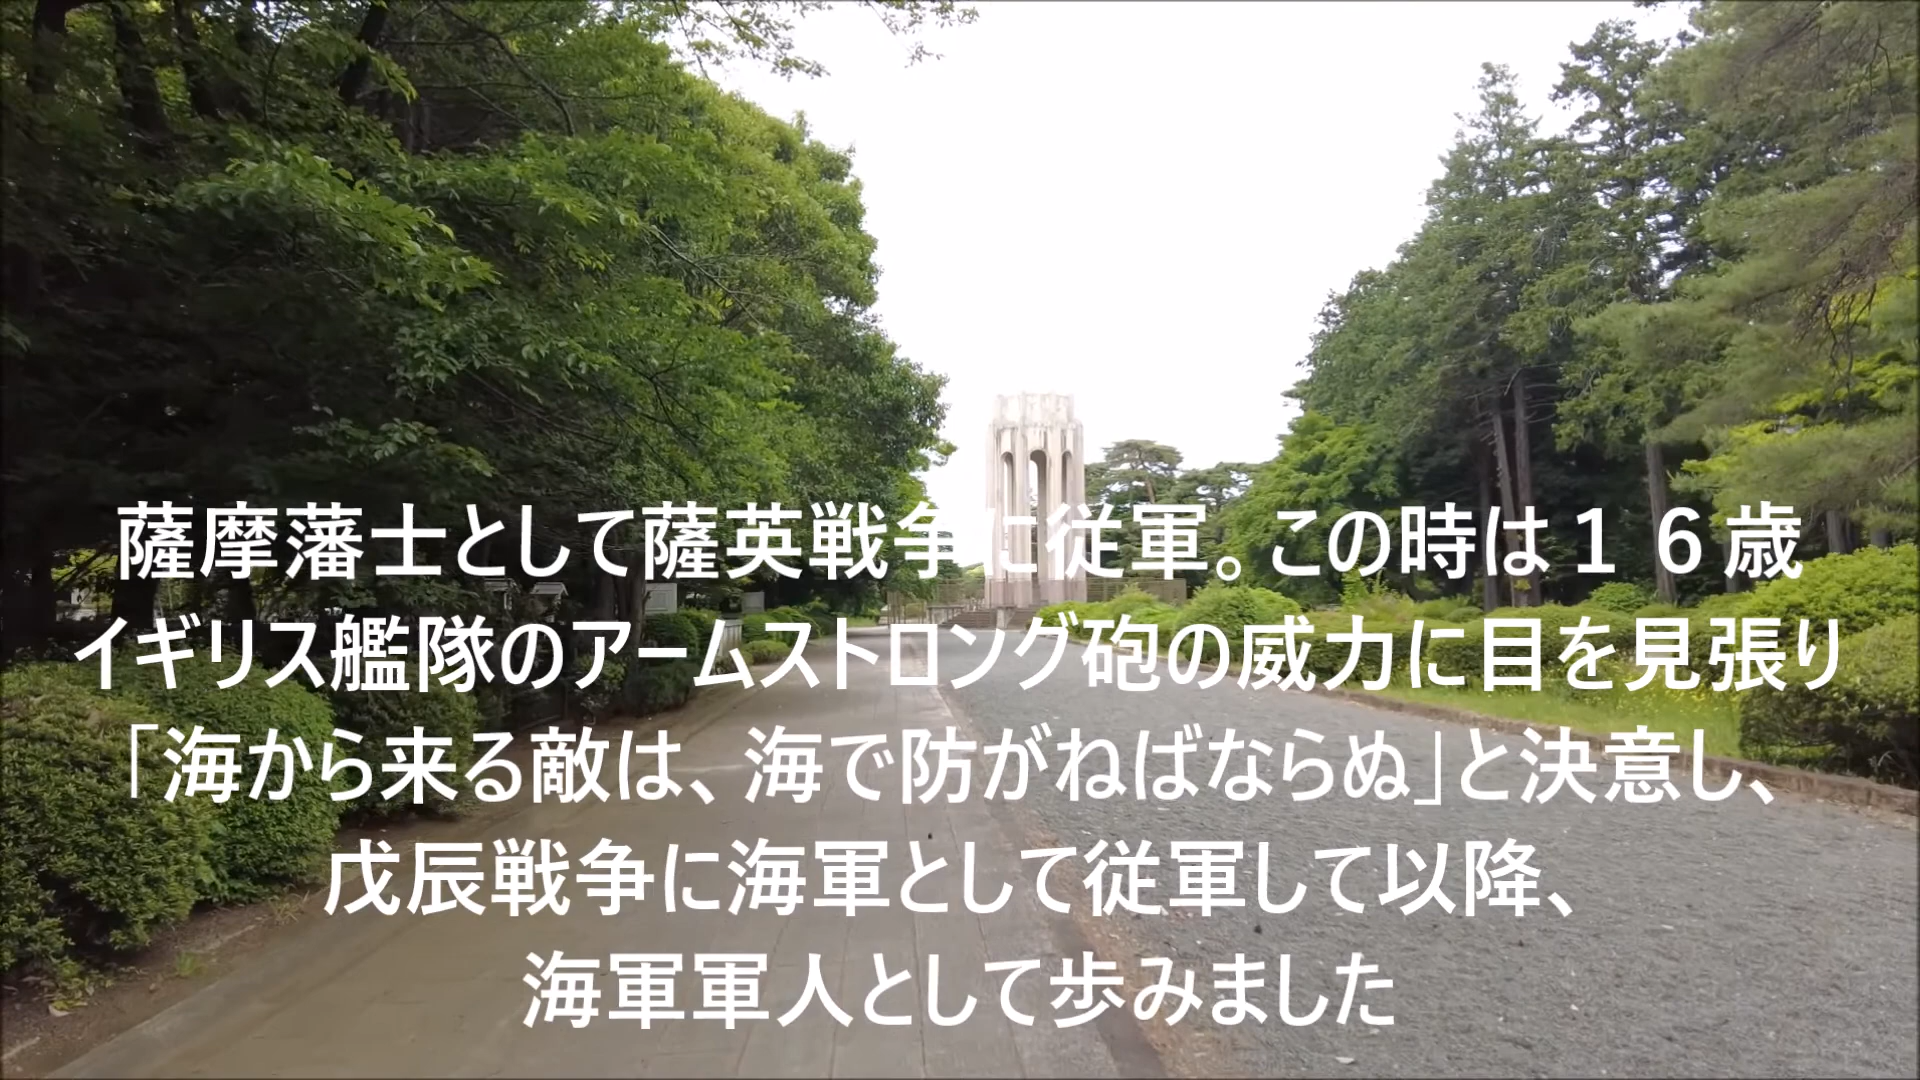 薩摩藩士として薩英戦争に従軍。この時は１６歳
イギリス艦隊のアームストロング砲の威力に目を見張り
「海から来る敵は、海で防がねばならぬ」と決意し、
戊辰戦争に海軍として従軍して以降、
海軍軍人として歩みました